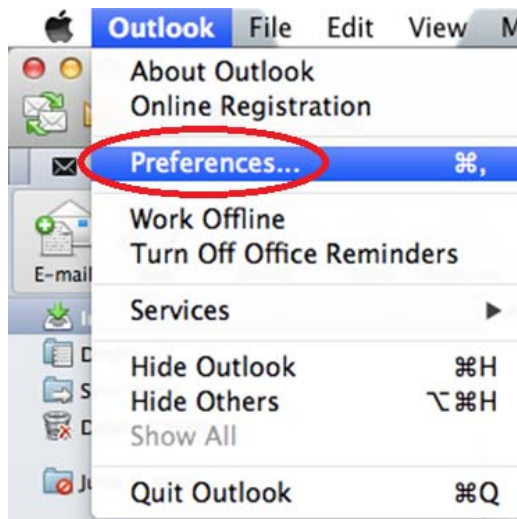 Outlook File Edit View
About Outlook
Online Registration
Preferences... ⌘,
Work Offline
Turn Off Office Reminders
E-mail
Services ▶
Hide Outlook ⌘H
Hide Others ⌥⌘H
Show All
Quit Outlook ⌘Q